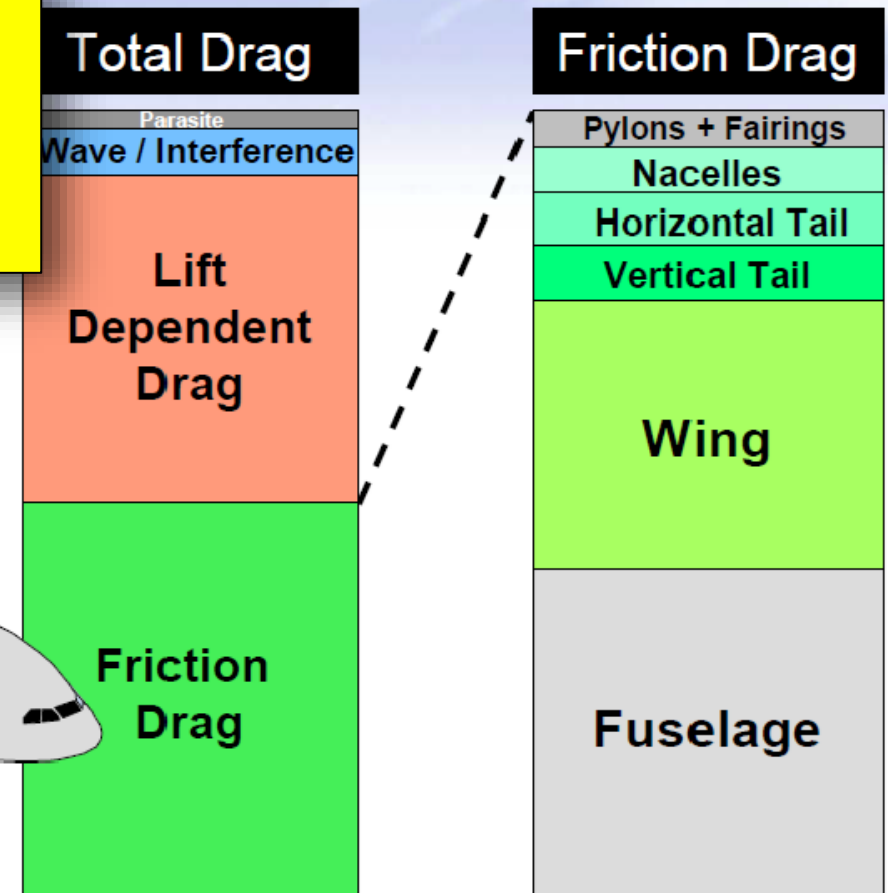 Total Drag
Parasite
Wave / Interference
Lift
Dependent
Drag
Friction
Drag
Friction Drag
Pylons + Fairings
Nacelles
Horizontal Tail
Vertical Tail
Wing
Fuselage